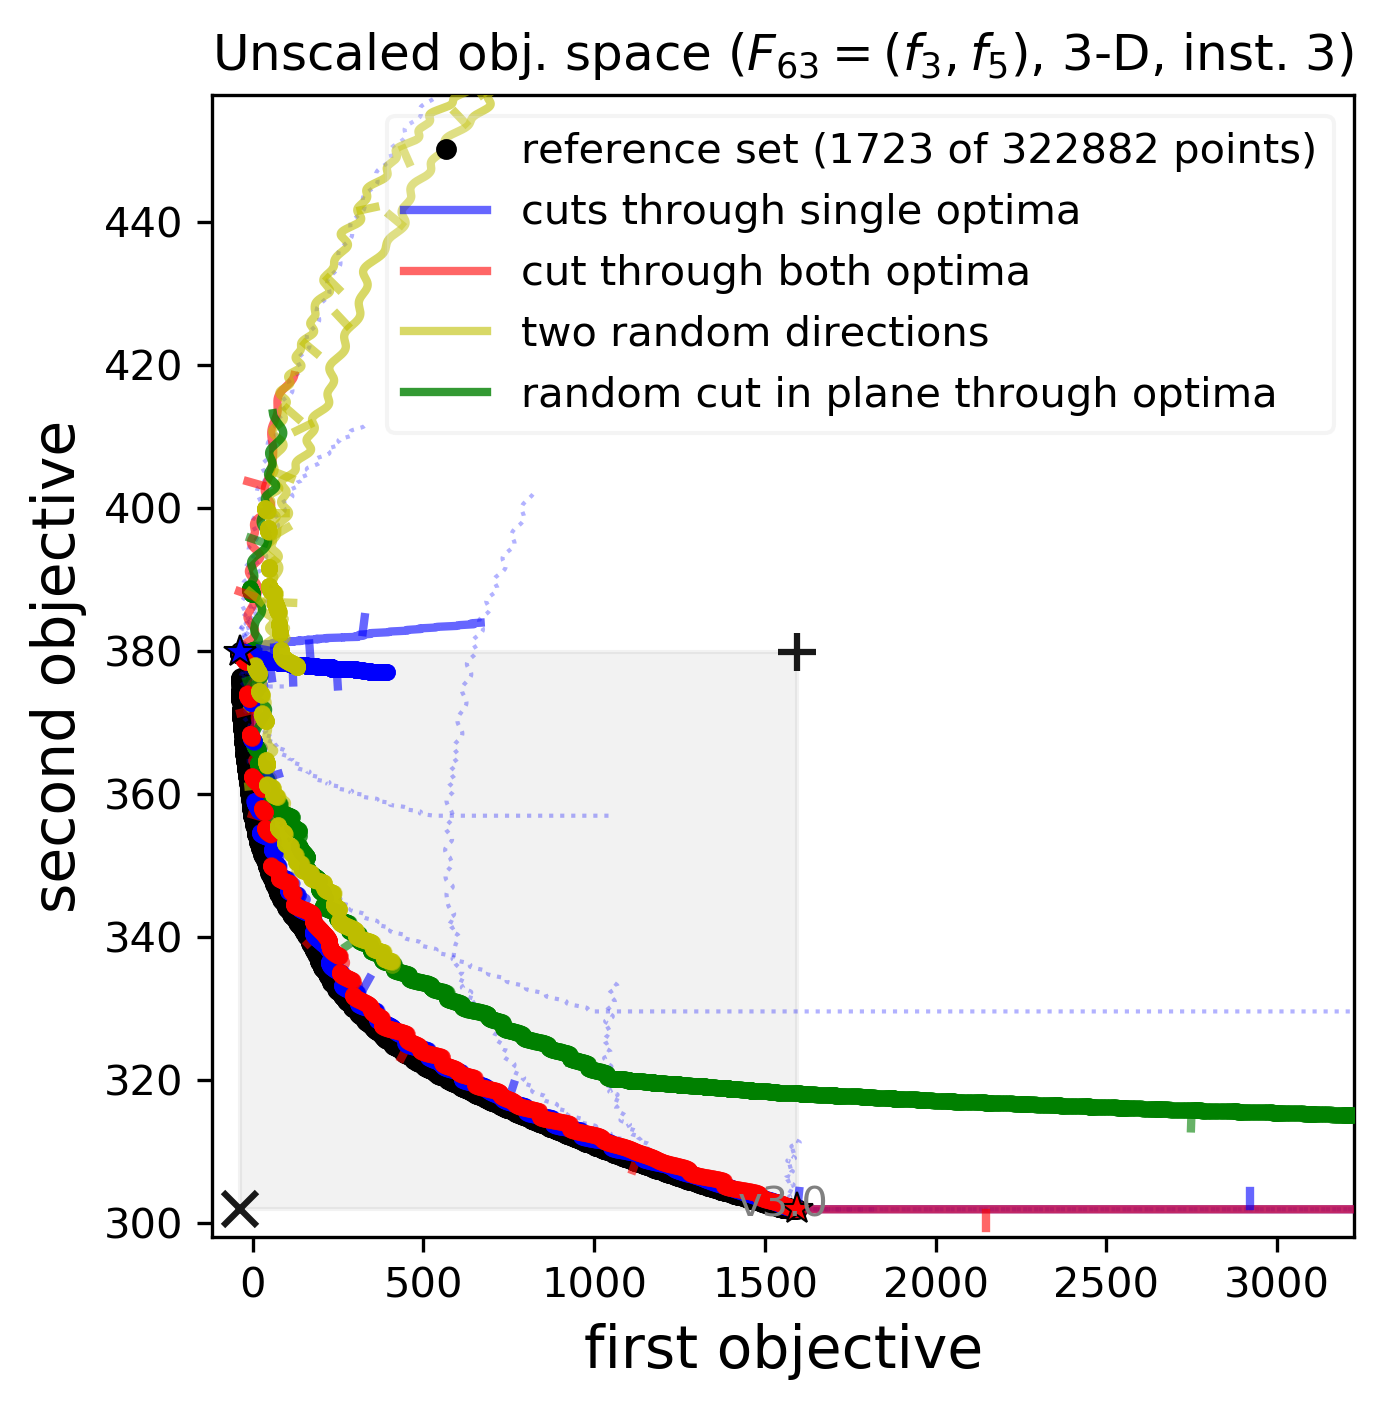 Unscaled obj. space (F63 = (f3, f5), 3-D, inst. 3)
reference set (1723 of 322882 points)
cuts through single optima
cut through both optima
two random directions
random cut in plane through optima
second objective
440
420
400
380
360
340
320
300
v3.0
0 500 1000 1500 2000 2500 3000
first objective